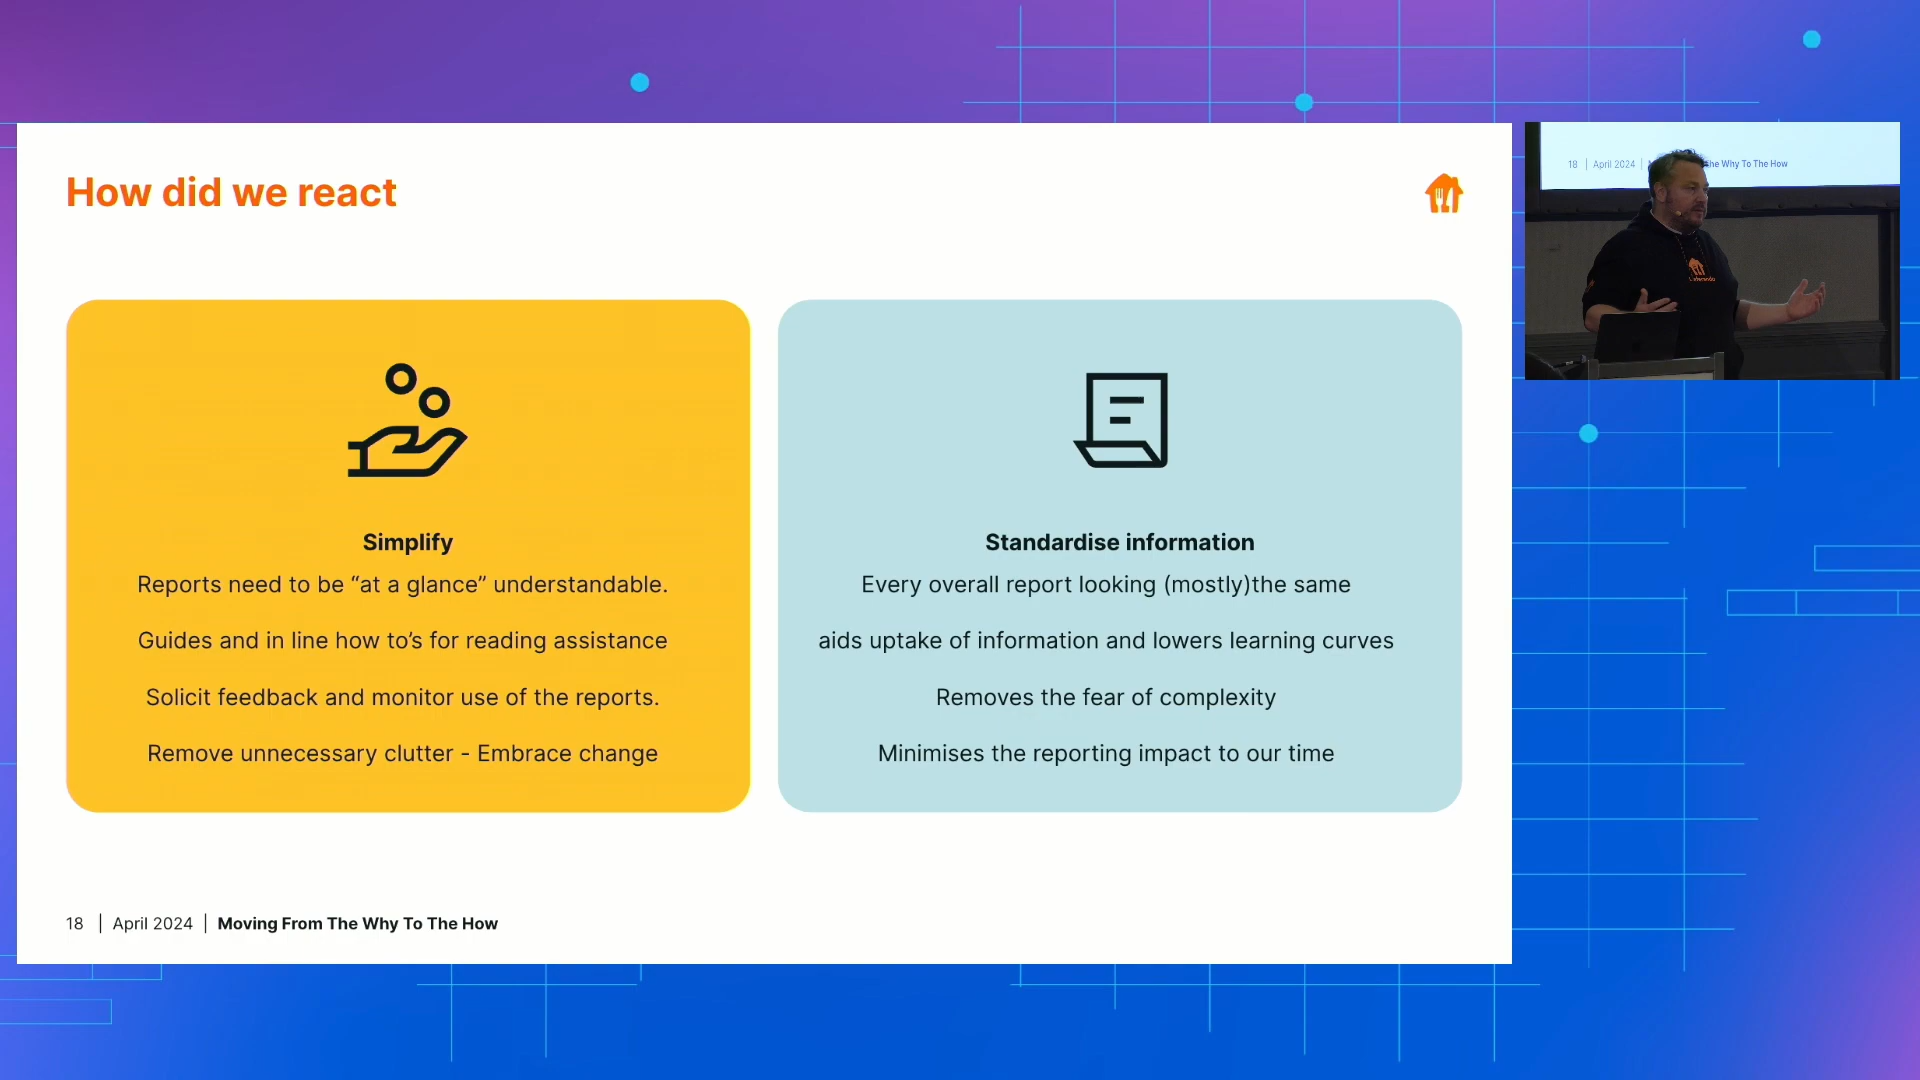 How did we react
Simplify
Reports need to be “at a glance” understandable.
Guides and in line how to’s for reading assistance
Solicit feedback and monitor use of the reports.
Remove unnecessary clutter - Embrace change
Standardise information
Every overall report looking (mostly)the same
aids uptake of information and lowers learning curves
Removes the fear of complexity
Minimises the reporting impact to our time
18 | April 2024 | Moving From The Why To The How
18 | April 2024 | The Why To The How